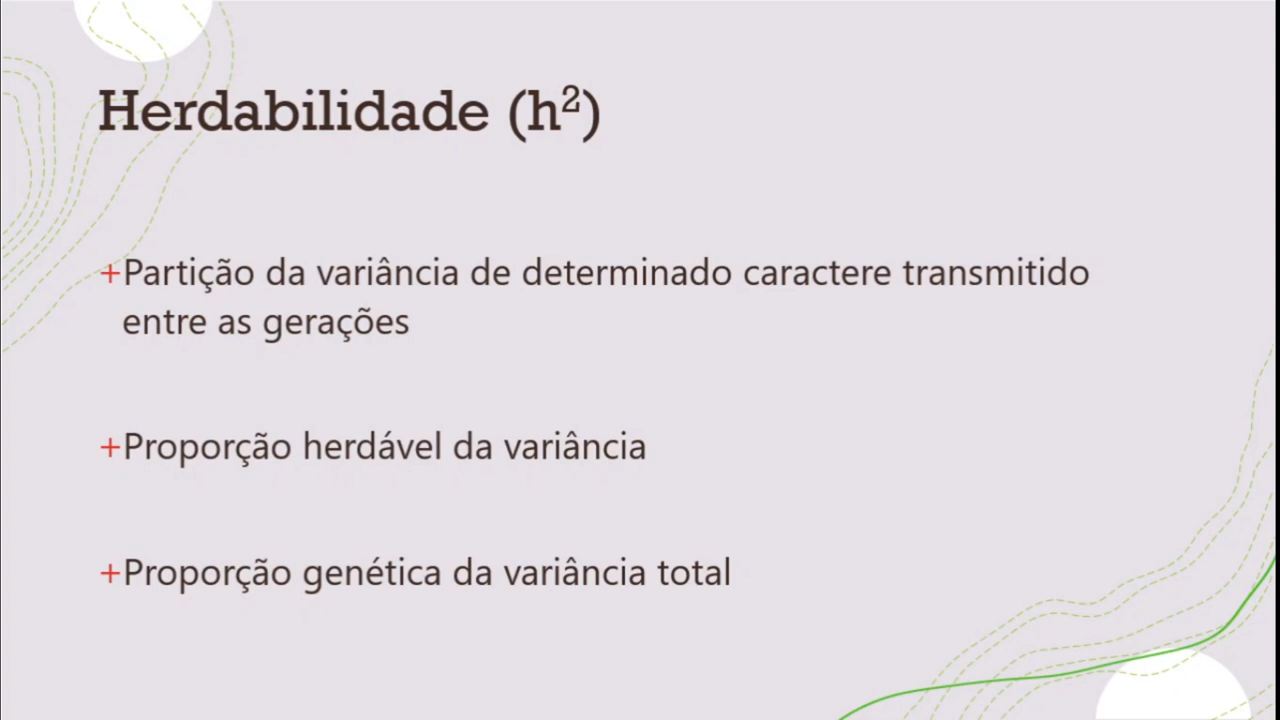 Herdabilidade (h²)
+Partição da variância de determinado caractere transmitido
entre as gerações
+Proporção herdável da variância
+Proporção genética da variância total